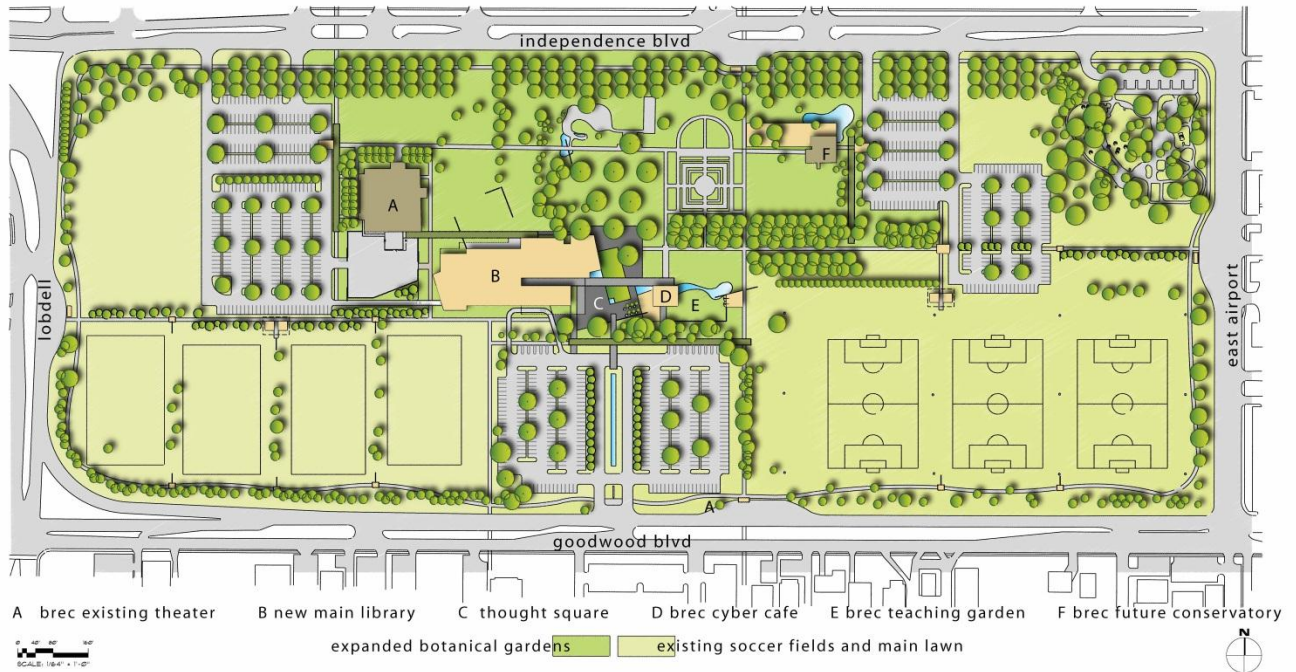 independence blvd
A
F
B
D
C
E
lobdell
east airport
A
goodwood blvd
A brec existing theater B new main library C thought square D brec cyber cafe E brec teaching garden F brec future conservatory
expanded botanical gardens existing soccer fields and main lawn
N